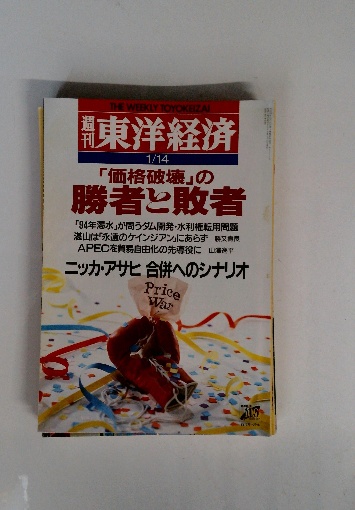 THE WEEKLY TOYOKEIZAI
週刊 東洋経済
1/14
「価格破壊」の
勝者と敗者
「94年渇水」が問うダム開発・水利権転用問題
湛山は「永遠のケインジアン」にあらず
APECを貿易自由化の先導役に
ニッカ・アサヒ 合併へのシナリオ
Price
War